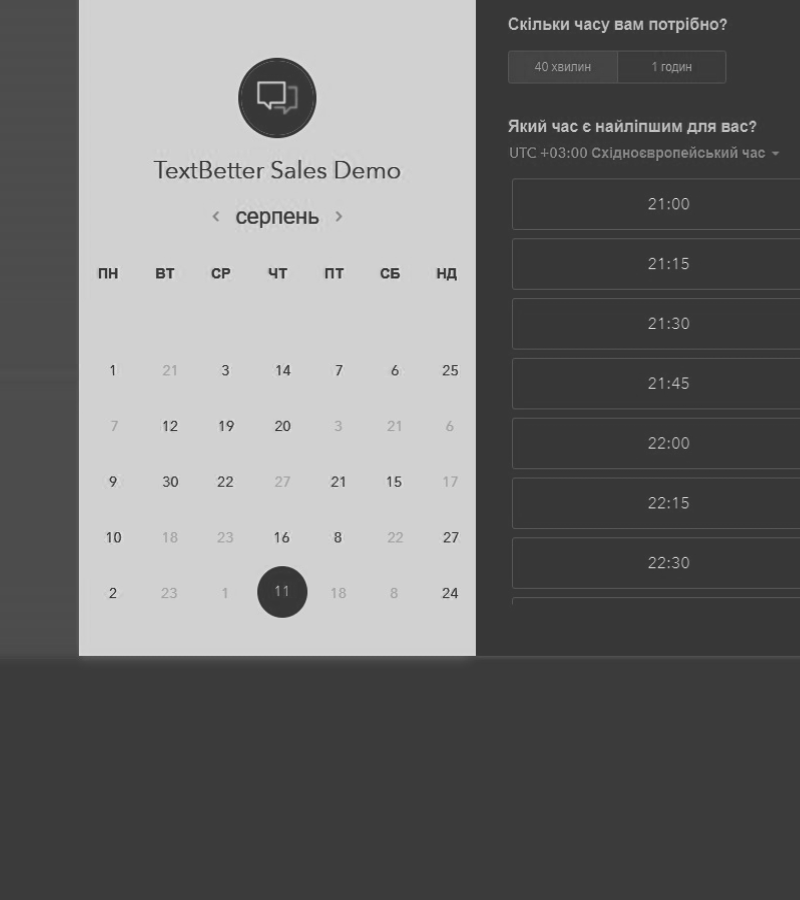 TextBetter Sales Demo
‹ серпень ›
ПН ВТ СР ЧТ ПТ СБ НД
1 21 3 14 7 6 25
7 12 19 20 3 21 6
9 30 22 27 21 15 17
10 18 23 16 8 22 27
2 23 1 11 18 8 24
Скільки часу вам потрібно?
40 хвилин 1 годин
Який час є найліпшим для вас?
UTC +03:00 Східноєвропейський час
21:00
21:15
21:30
21:45
22:00
22:15
22:30